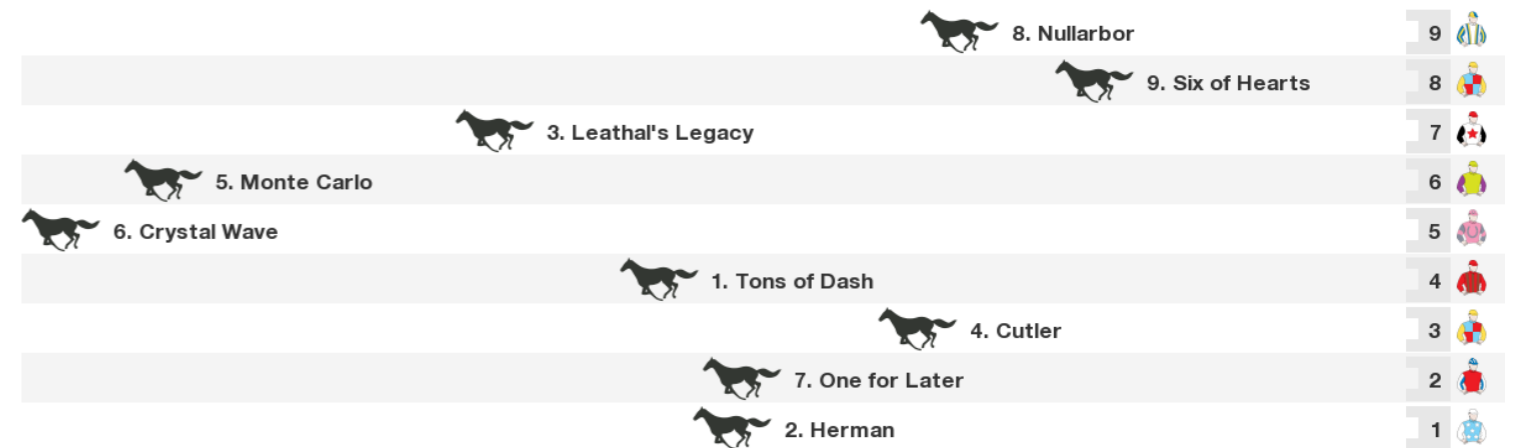 8. Nullarbor 9
9. Six of Hearts 8
3. Leathal's Legacy 7
5. Monte Carlo 6
6. Crystal Wave 5
1. Tons of Dash 4
4. Cutler 3
7. One for Later 2
2. Herman 1